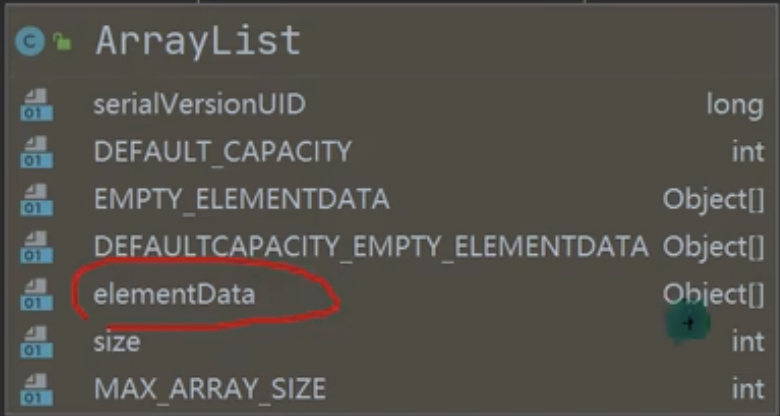 ArrayList
serialVersionUID long
DEFAULT_CAPACITY int
EMPTY_ELEMENTDATA Object[]
DEFAULTCAPACITY_EMPTY_ELEMENTDATA Object[]
elementData Object[]
size int
MAX_ARRAY_SIZE int